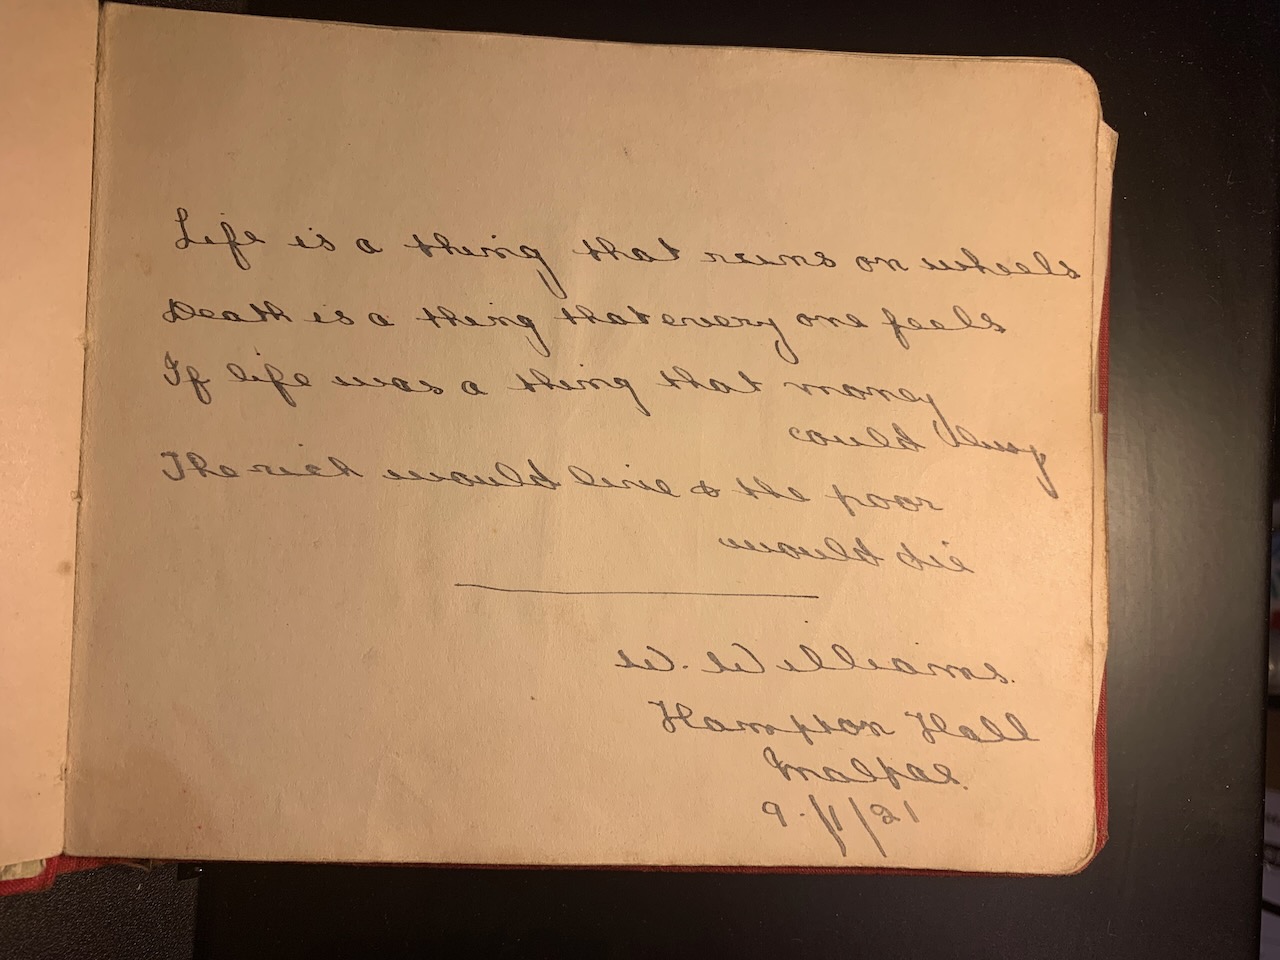 Life is a thing that runs on wheels
Death is a thing that every one feels
If life was a thing that money
could buy
The rich would live & the poor
would die
W. Williams.
Hampton Hall
Malpas.
9/1/21